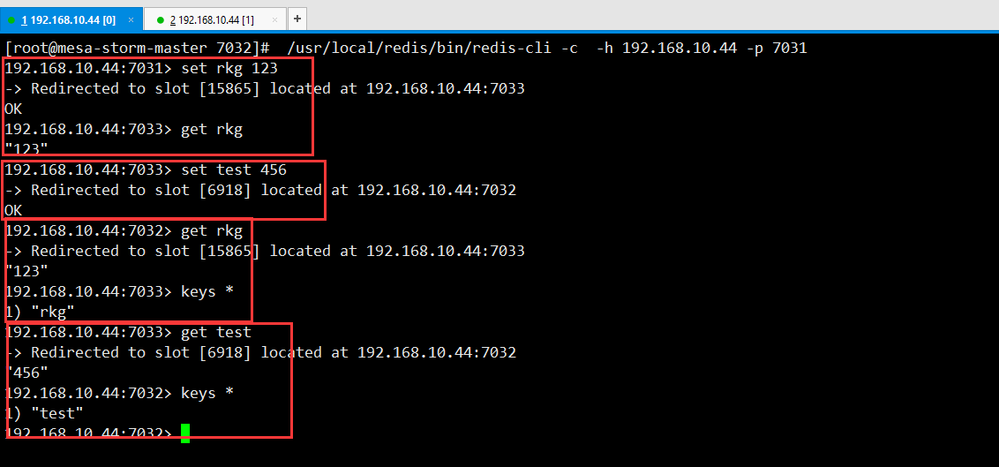 1 192.168.10.44 [0] ×
2 192.168.10.44 [1] ×
+
[root@mesa-storm-master 7032]#  /usr/local/redis/bin/redis-cli -c  -h 192.168.10.44 -p 7031
192.168.10.44:7031> set rkg 123
-> Redirected to slot [15865] located at 192.168.10.44:7033
OK
192.168.10.44:7033> get rkg
"123"
192.168.10.44:7033> set test 456
-> Redirected to slot [6918] located at 192.168.10.44:7032
OK
192.168.10.44:7032> get rkg
-> Redirected to slot [15865] located at 192.168.10.44:7033
"123"
192.168.10.44:7033> keys *
1) "rkg"
192.168.10.44:7033> get test
-> Redirected to slot [6918] located at 192.168.10.44:7032
"456"
192.168.10.44:7032> keys *
1) "test"
192.168.10.44:7032>